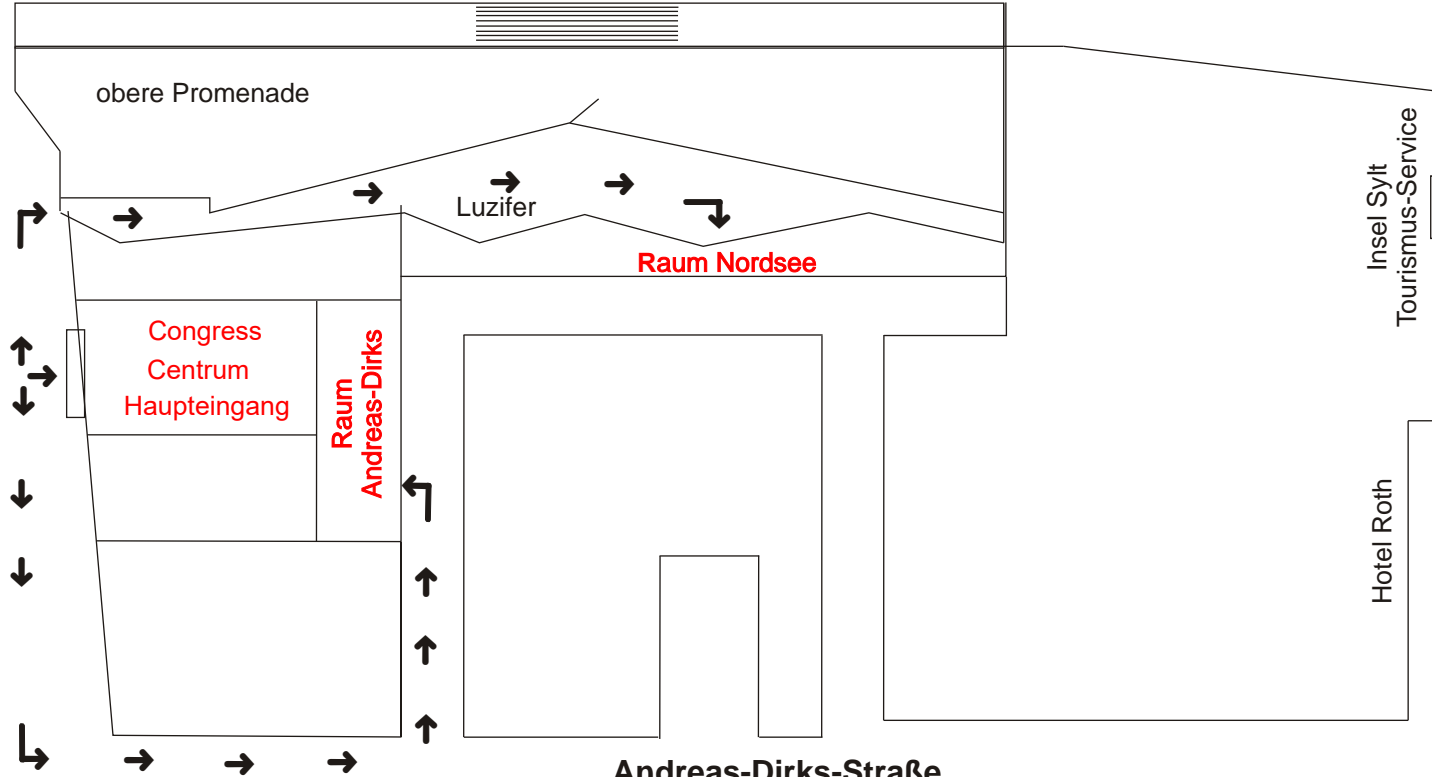 obere Promenade
Luzifer
Raum Nordsee
Congress
Centrum
Haupteingang
Raum
Andreas-Dirks
Insel Sylt
Tourismus-Service
Hotel Roth
Andreas-Dirks-Straße